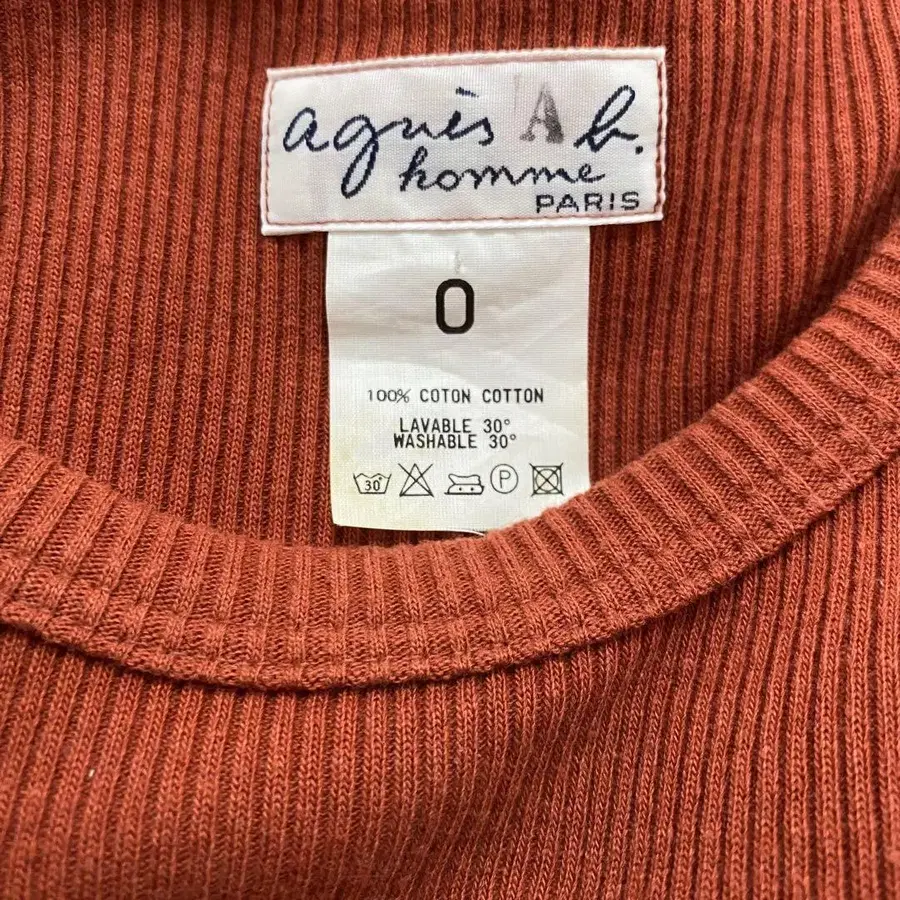 agnès A b.
homme
PARIS
0
100% COTON COTTON
LAVABLE 30°
WASHABLE 30°
30° P